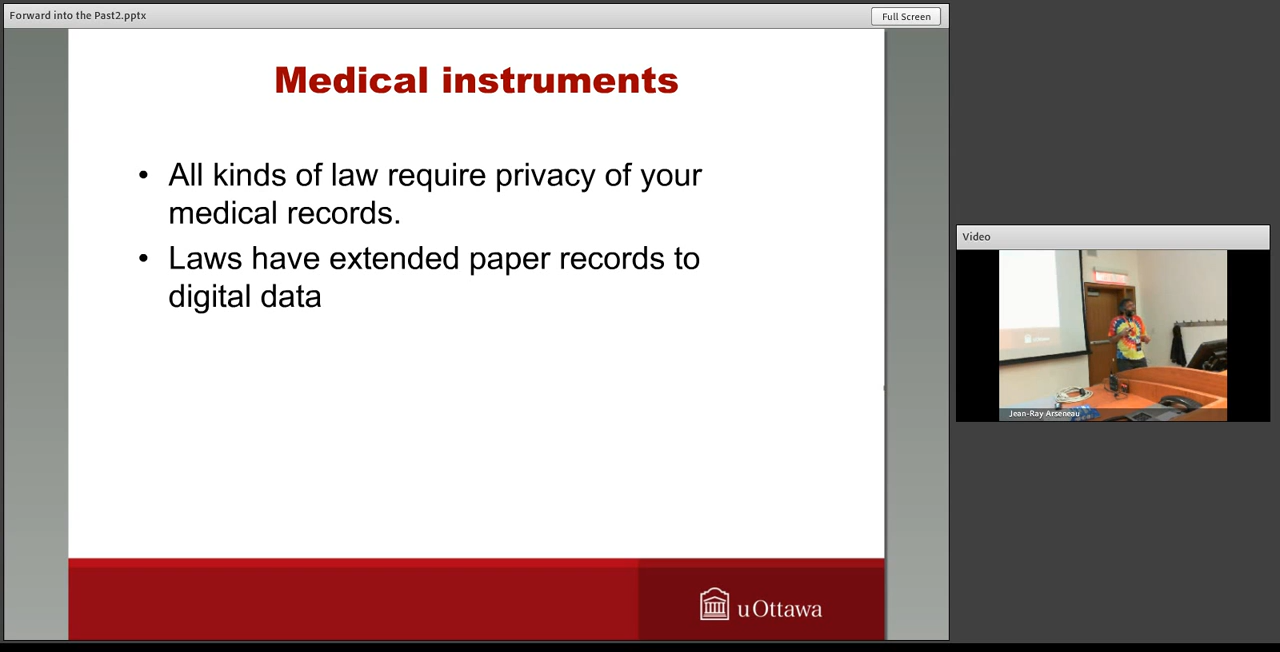 Forward into the Past2.pptx
Full Screen
Medical instruments
• All kinds of law require privacy of your
medical records.
• Laws have extended paper records to
digital data
uOttawa
Video
Jean-Ray Arseneau